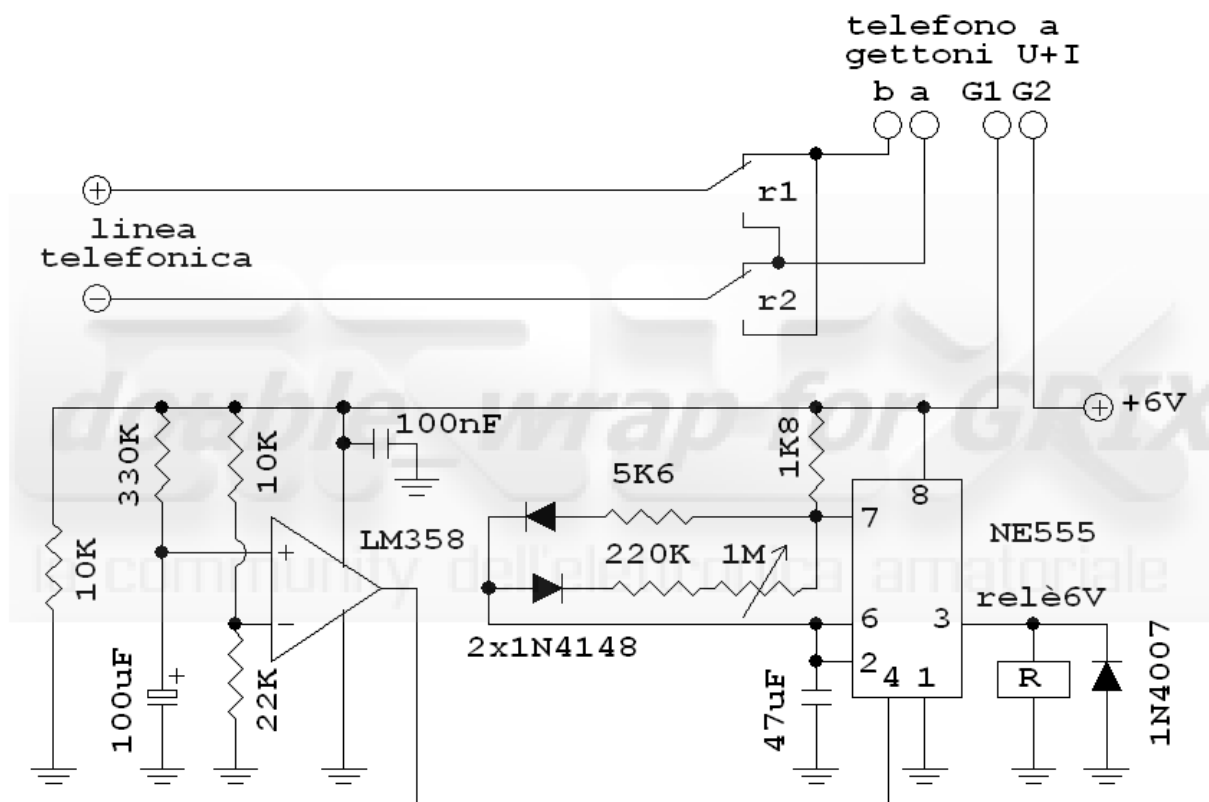 telefono a
gettoni U+I
b a G1 G2
+
r1
linea
telefonica
−
r2
double wrap for GRIX
+ +6V
100nF
330K
10K
1K8
5K6
8
7
LM358
NE555
220K 1M
10K
+
la community dell'elettronica amatoriale
relè6V
−
6 3
2x1N4148
2
+
100uF
22K
47uF
4 1
R
1N4007